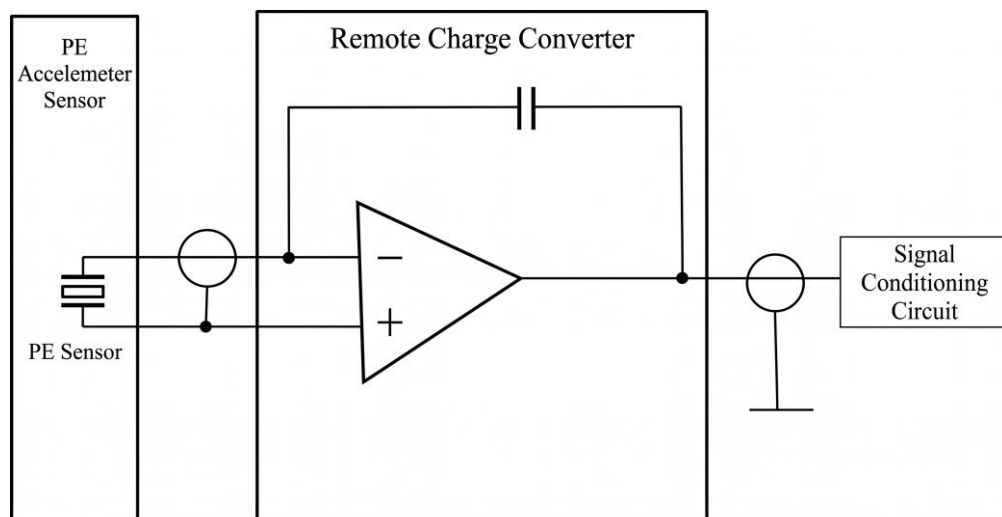 PE
Accelemeter
Sensor
PE Sensor
Remote Charge Converter
−
+
Signal
Conditioning
Circuit